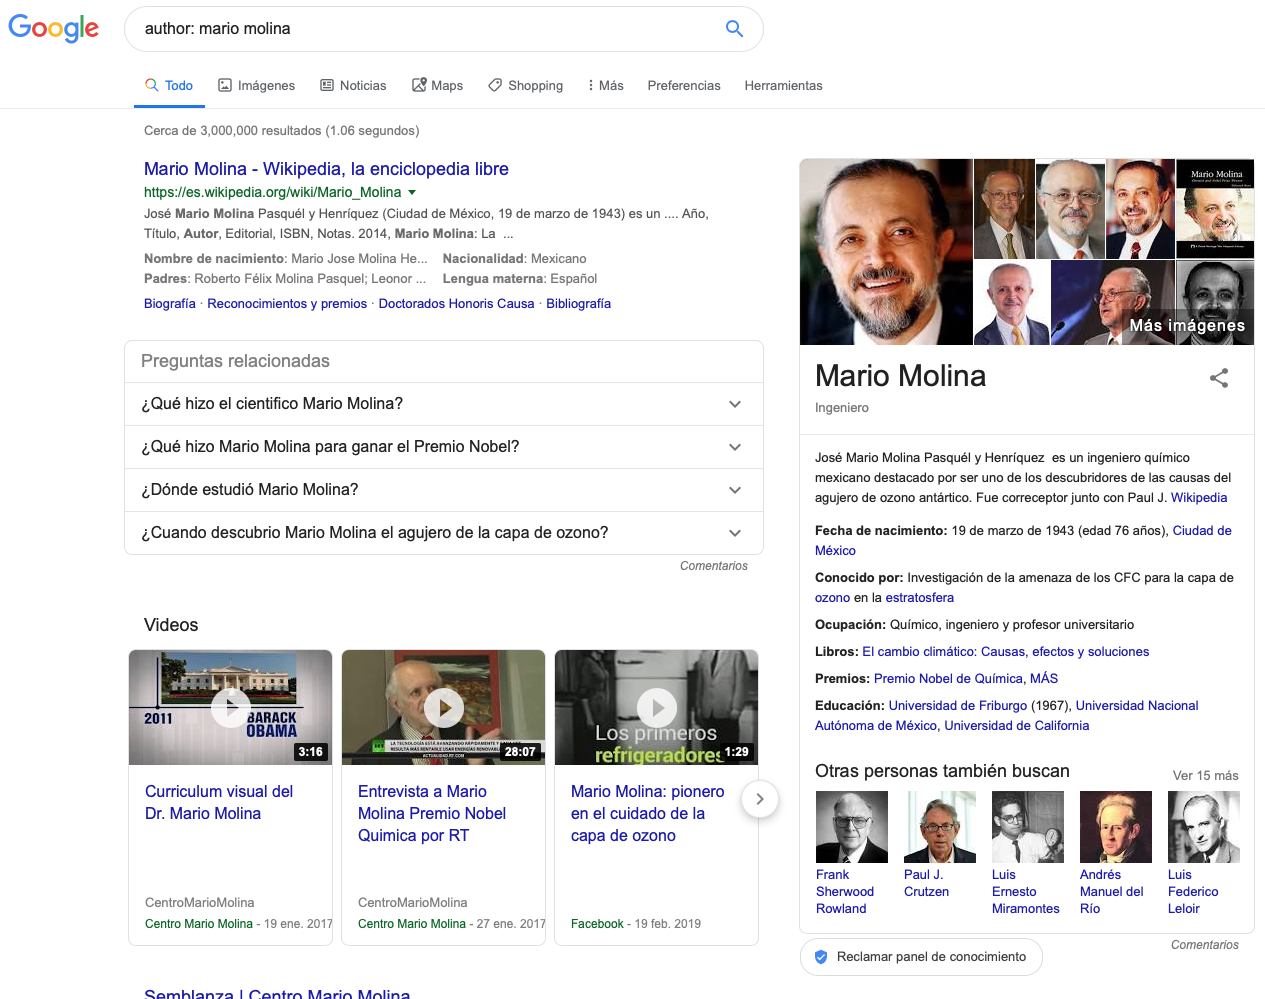 Google
author: mario molina
Todo
Imágenes
Noticias
Maps
Shopping
Más
Preferencias
Herramientas
Cerca de 3,000,000 resultados (1.06 segundos)
Mario Molina - Wikipedia, la enciclopedia libre
https://es.wikipedia.org/wiki/Mario_Molina
José Mario Molina Pasquél y Henríquez (Ciudad de México, 19 de marzo de 1943) es un .... Año,
Título, Autor, Editorial, ISBN, Notas. 2014, Mario Molina: La ...
Nombre de nacimiento: Mario Jose Molina He... Nacionalidad: Mexicano
Padres: Roberto Félix Molina Pasquel; Leonor ... Lengua materna: Español
Biografía · Reconocimientos y premios · Doctorados Honoris Causa · Bibliografía
Preguntas relacionadas
¿Qué hizo el cientifico Mario Molina?
¿Qué hizo Mario Molina para ganar el Premio Nobel?
¿Dónde estudió Mario Molina?
¿Cuando descubrio Mario Molina el agujero de la capa de ozono?
Comentarios
Videos
2011
BARACK
OBAMA
3:16
Curriculum visual del
Dr. Mario Molina
CentroMarioMolina
Centro Mario Molina - 19 ene. 2017
LA TECNOLOGÍA ESTÁ AVANZANDO RÁPIDAMENTE Y
RESULTA MÁS RENTABLE USAR ENERGÍAS
ACTUALIDAD.RT.COM
28:07
Entrevista a Mario
Molina Premio Nobel
Quimica por RT
CentroMarioMolina
Centro Mario Molina - 27 ene. 2017
Los primeros
refrigeradores
1:29
Mario Molina: pionero
en el cuidado de la
capa de ozono
Facebook - 19 feb. 2019
Semblanza | Centro Mario Molina
Mario Molina
Más imágenes
Mario Molina
Ingeniero
José Mario Molina Pasquél y Henríquez es un ingeniero químico
mexicano destacado por ser uno de los descubridores de las causas del
agujero de ozono antártico. Fue correceptor junto con Paul J. Wikipedia
Fecha de nacimiento: 19 de marzo de 1943 (edad 76 años), Ciudad de
México
Conocido por: Investigación de la amenaza de los CFC para la capa de
ozono en la estratosfera
Ocupación: Químico, ingeniero y profesor universitario
Libros: El cambio climático: Causas, efectos y soluciones
Premios: Premio Nobel de Química, MÁS
Educación: Universidad de Friburgo (1967), Universidad Nacional
Autónoma de México, Universidad de California
Otras personas también buscan
Ver 15 más
Frank
Sherwood
Rowland
Paul J.
Crutzen
Luis
Ernesto
Miramontes
Andrés
Manuel del
Río
Luis
Federico
Leloir
Comentarios
Reclamar panel de conocimiento